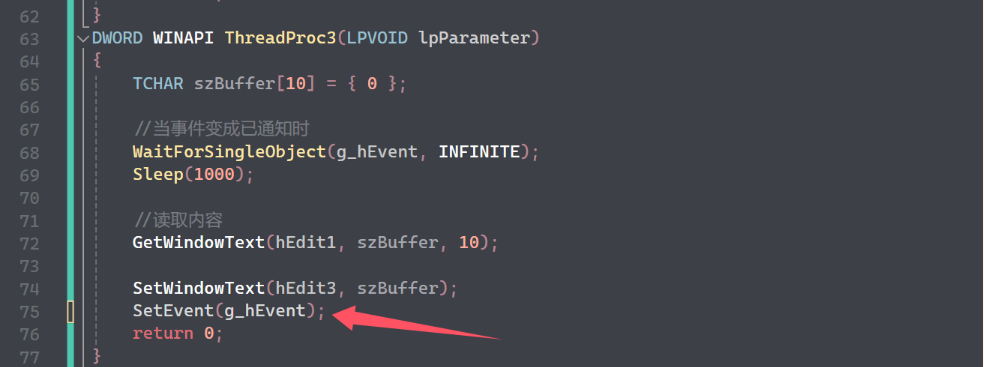 62 }
63 DWORD WINAPI ThreadProc3(LPVOID lpParameter)
64 {
65 TCHAR szBuffer[10] = { 0 };
66
67 //当事件变成已通知时
68 WaitForSingleObject(g_hEvent, INFINITE);
69 Sleep(1000);
70
71 //读取内容
72 GetWindowText(hEdit1, szBuffer, 10);
73
74 SetWindowText(hEdit3, szBuffer);
75 SetEvent(g_hEvent);
76 return 0;
77 }